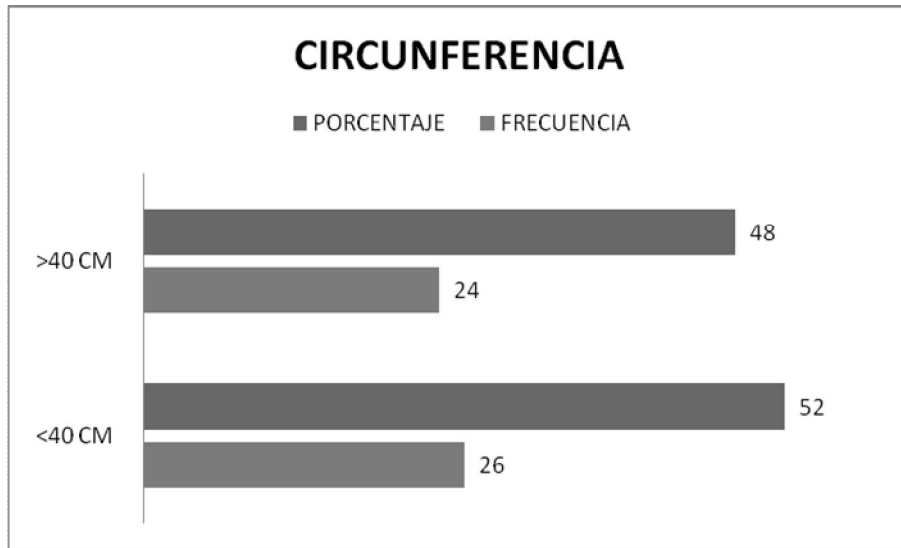 CIRCUNFERENCIA
PORCENTAJE FRECUENCIA
>40 CM
48
24
<40 CM
52
26